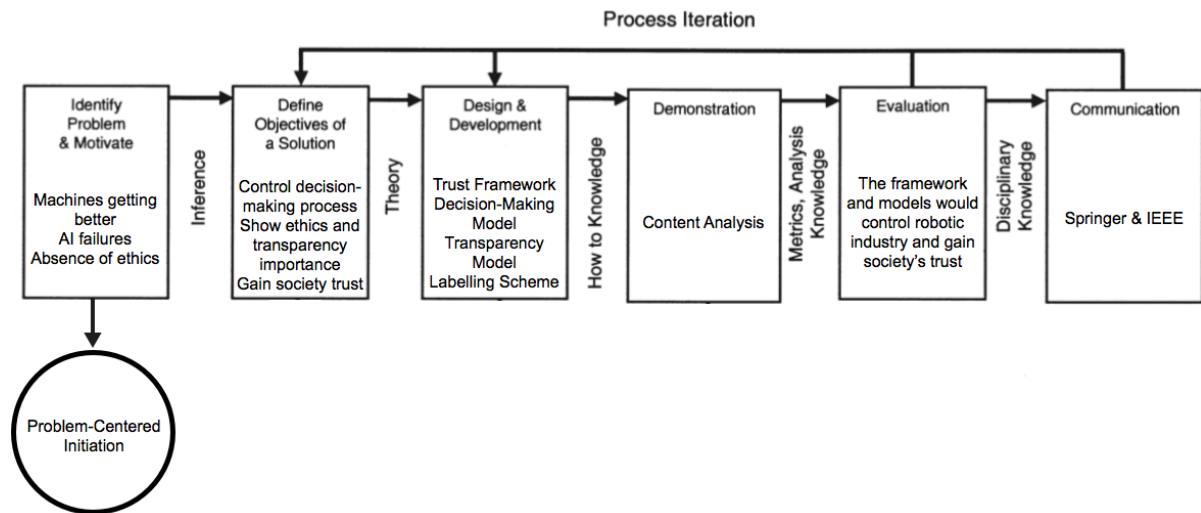 Process Iteration
Identify
Problem
& Motivate
Machines getting
better
AI failures
Absence of ethics
Inference
Define
Objectives of
a Solution
Control decision-
making process
Show ethics and
transparency
importance
Gain society trust
Theory
Design &
Development
Trust Framework
Decision-Making
Model
Transparency
Model
Labelling Scheme
How to Knowledge
Demonstration
Content Analysis
Metrics, Analysis
Knowledge
Evaluation
The framework
and models would
control robotic
industry and gain
society's trust
Disciplinary
Knowledge
Communication
Springer & IEEE
Problem-Centered
Initiation